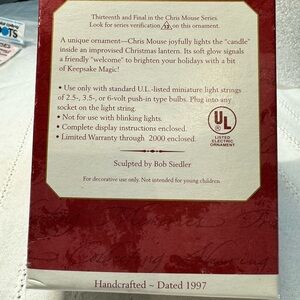 OTS
Thirteenth and Final in the Chris Mouse Series
Look for series verification 13 on this ornament.
A unique ornament—Chris Mouse joyfully lights the "candle"
inside an improvised Christmas lantern. Its soft glow signals
a friendly "welcome" to brighten your holidays with a bit
of Keepsake Magic!
• Use only with standard U.L.-listed miniature light strings
of 2.5-, 3.5-, or 6-volt push-in type bulbs. Plug into any
socket on the light string.
• Not for use with blinking lights.
• Complete display instructions enclosed.
• Limited Warranty through 2000 enclosed.
UL
®
LISTED
ELECTRIC
ORNAMENT
Sculpted by Bob Siedler
For decorative use only. Not intended for young children.
Handcrafted ~ Dated 1997